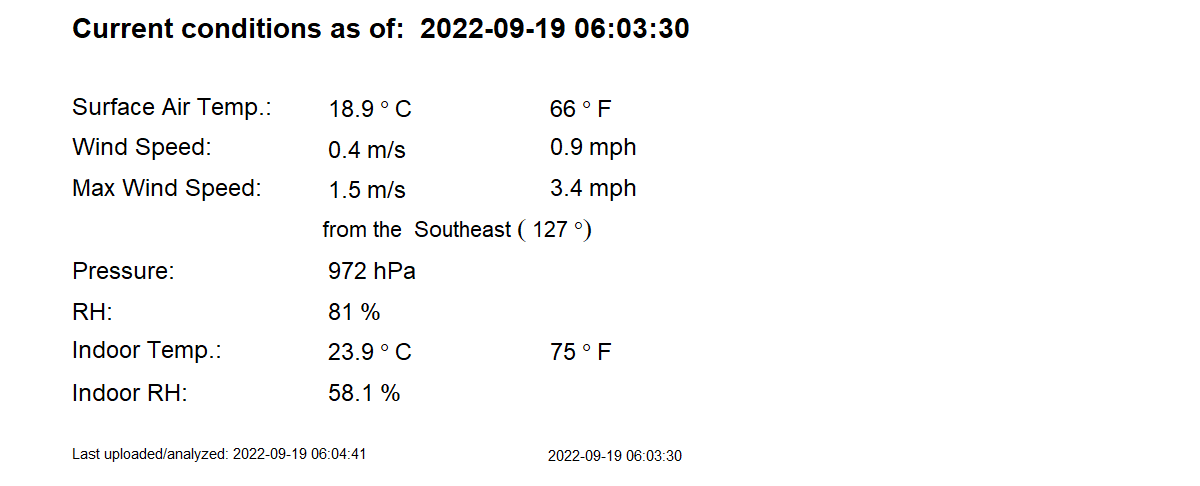 Current conditions as of: 2022-09-19 06:03:30
Surface Air Temp.: 18.9 ° C 66 ° F
Wind Speed: 0.4 m/s 0.9 mph
Max Wind Speed: 1.5 m/s 3.4 mph
from the Southeast ( 127 °)
Pressure: 972 hPa
RH: 81 %
Indoor Temp.: 23.9 ° C 75 ° F
Indoor RH: 58.1 %
Last uploaded/analyzed: 2022-09-19 06:04:41 2022-09-19 06:03:30